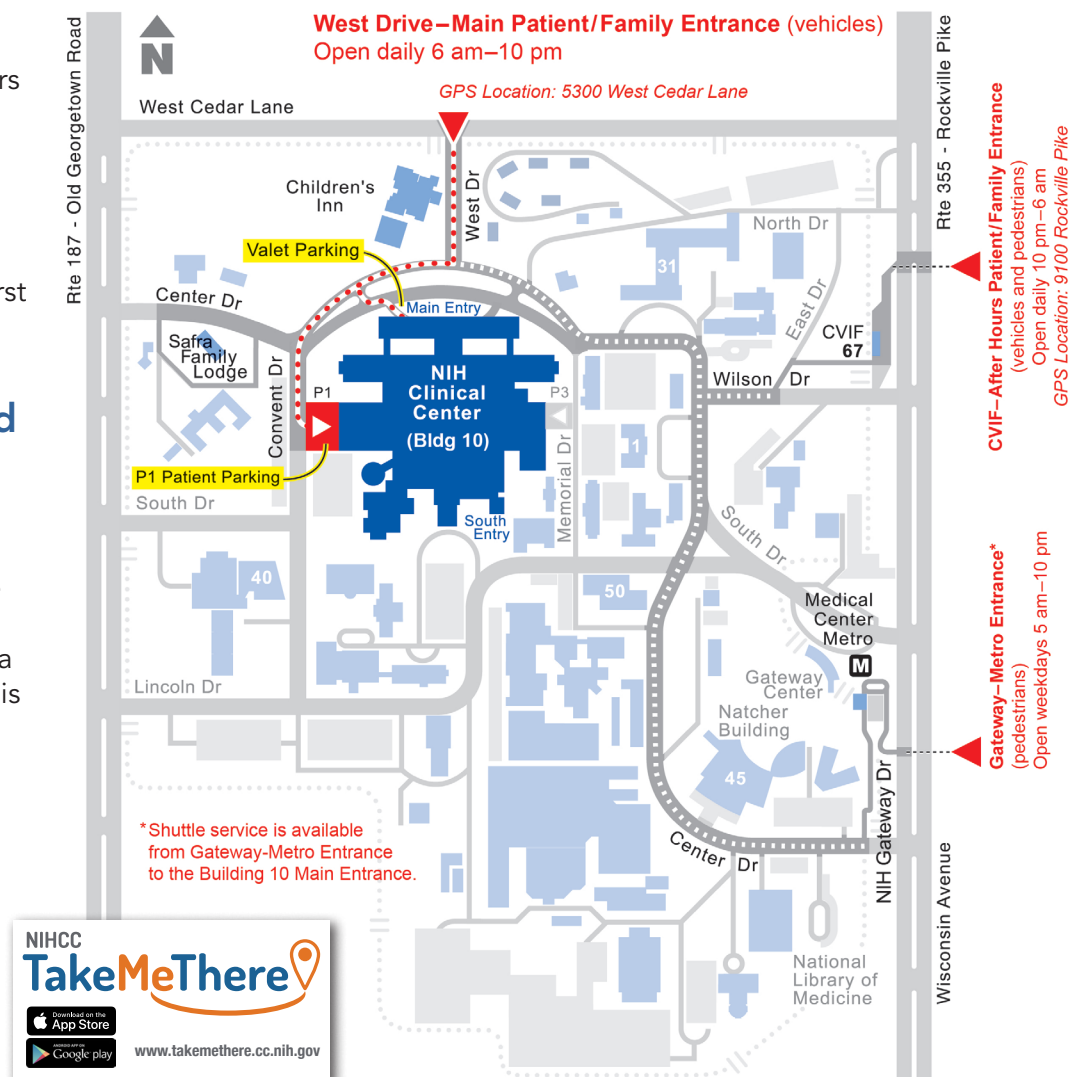 rs
rst
d
a
is
West Drive–Main Patient/Family Entrance (vehicles)
Open daily 6 am–10 pm
GPS Location: 5300 West Cedar Lane
N
Rte 187 - Old Georgetown Road
West Cedar Lane
Rte 355 - Rockville Pike
CVIF–After Hours Patient/Family Entrance
(vehicles and pedestrians)
Open daily 10 pm–6 am
GPS Location: 9100 Rockville Pike
Children's
Inn
West Dr
North Dr
Valet Parking
31
Center Dr
Main Entry
East Dr
CVIF
67
Safra
Family
Lodge
Convent Dr
P1
NIH
Clinical
Center
(Bldg 10)
P3
Wilson Dr
1
Memorial Dr
P1 Patient Parking
South Dr
South
Entry
South Dr
40
50
Medical
Center
Metro
M
Gateway–Metro Entrance*
(pedestrians)
Open weekdays 5 am–10 pm
Lincoln Dr
Gateway
Center
Natcher
Building
45
NIH Gateway Dr
Center Dr
*Shuttle service is available
from Gateway-Metro Entrance
to the Building 10 Main Entrance.
Wisconsin Avenue
National
Library of
Medicine
NIHCC
TakeMeThere
Download on the
App Store
ANDROID APP ON
Google play
www.takemethere.cc.nih.gov